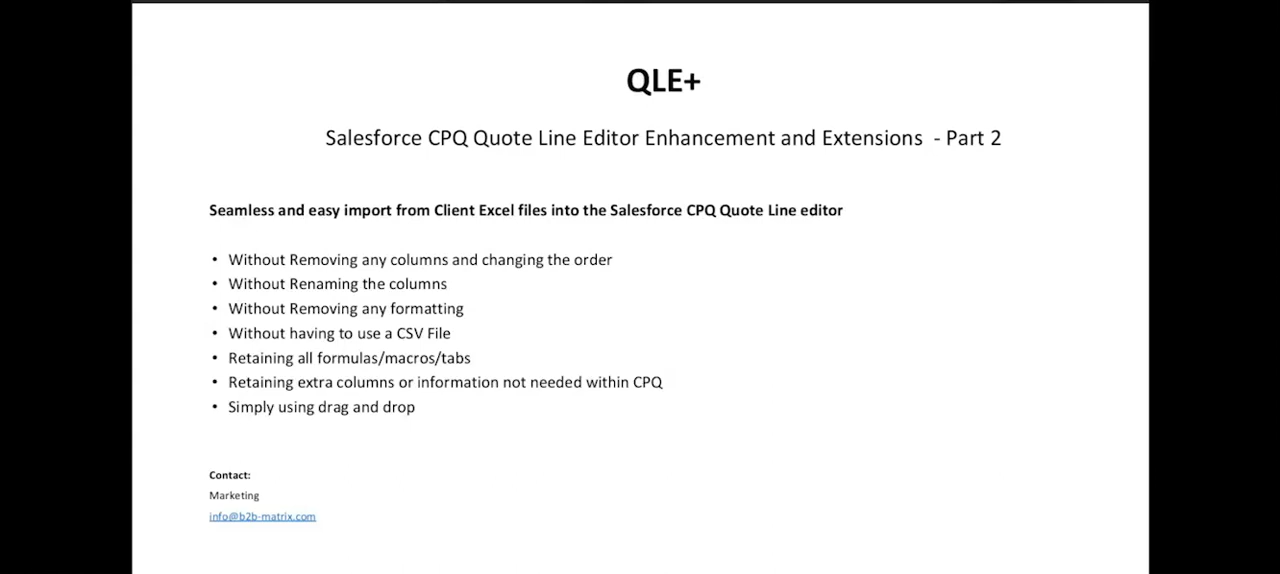 QLE+
Salesforce CPQ Quote Line Editor Enhancement and Extensions - Part 2
Seamless and easy import from Client Excel files into the Salesforce CPQ Quote Line editor
• Without Removing any columns and changing the order
• Without Renaming the columns
• Without Removing any formatting
• Without having to use a CSV File
• Retaining all formulas/macros/tabs
• Retaining extra columns or information not needed within CPQ
• Simply using drag and drop
Contact:
Marketing
info@b2b-matrix.com